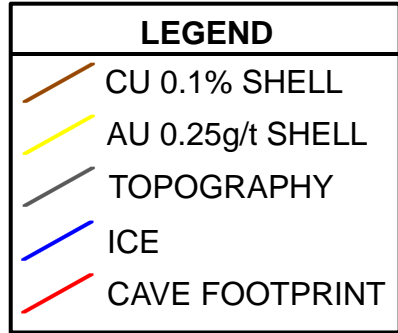 LEGEND
CU 0.1% SHELL
AU 0.25g/t SHELL
TOPOGRAPHY
ICE
CAVE FOOTPRINT